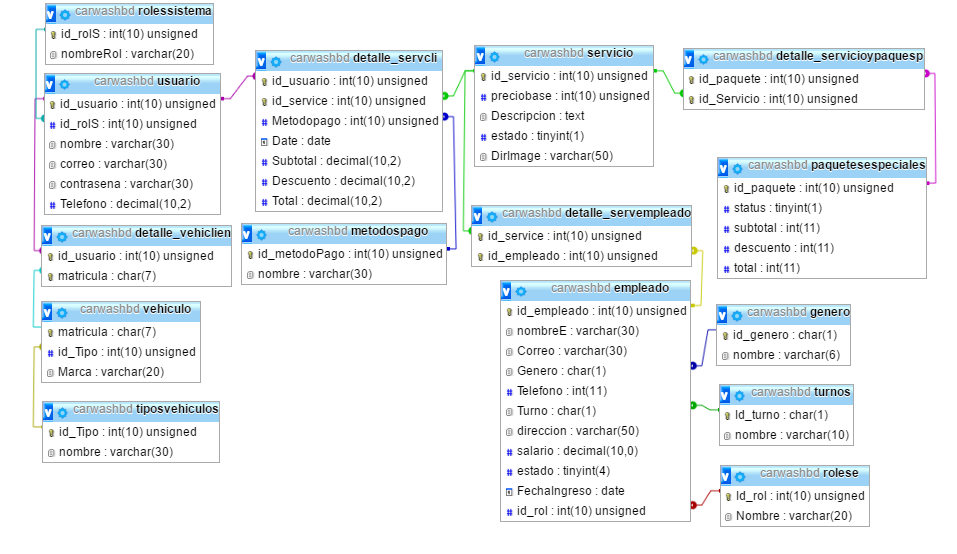 carwashbd rolessistema
id_rolS : int(10) unsigned
nombreRol : varchar(20)
carwashbd usuario
id_usuario : int(10) unsigned
id_rolS : int(10) unsigned
nombre : varchar(30)
correo : varchar(30)
contrasena : varchar(30)
Telefono : decimal(10,2)
carwashbd detalle_vehiclien
id_usuario : int(10) unsigned
matricula : char(7)
carwashbd vehiculo
matricula : char(7)
id_Tipo : int(10) unsigned
Marca : varchar(20)
carwashbd tiposvehiculos
id_Tipo : int(10) unsigned
nombre : varchar(30)
carwashbd detalle_servcli
id_usuario : int(10) unsigned
id_service : int(10) unsigned
Metodopago : int(10) unsigned
Date : date
Subtotal : decimal(10,2)
Descuento : decimal(10,2)
Total : decimal(10,2)
carwashbd metodospago
id_metodoPago : int(10) unsigned
nombre : varchar(30)
carwashbd servicio
id_servicio : int(10) unsigned
preciobase : int(10) unsigned
Descripcion : text
estado : tinyint(1)
DirImage : varchar(50)
carwashbd detalle_servempleado
id_service : int(10) unsigned
id_empleado : int(10) unsigned
carwashbd empleado
id_empleado : int(10) unsigned
nombreE : varchar(30)
Correo : varchar(30)
Genero : char(1)
Telefono : int(11)
Turno : char(1)
direccion : varchar(50)
salario : decimal(10,0)
estado : tinyint(4)
FechaIngreso : date
id_rol : int(10) unsigned
carwashbd detalle_servicioypaquesp
id_paquete : int(10) unsigned
id_Servicio : int(10) unsigned
carwashbd paquetesespeciales
id_paquete : int(10) unsigned
status : tinyint(1)
subtotal : int(11)
descuento : int(11)
total : int(11)
carwashbd genero
id_genero : char(1)
nombre : varchar(6)
carwashbd turnos
Id_turno : char(1)
nombre : varchar(10)
carwashbd rolese
Id_rol : int(10) unsigned
Nombre : varchar(20)